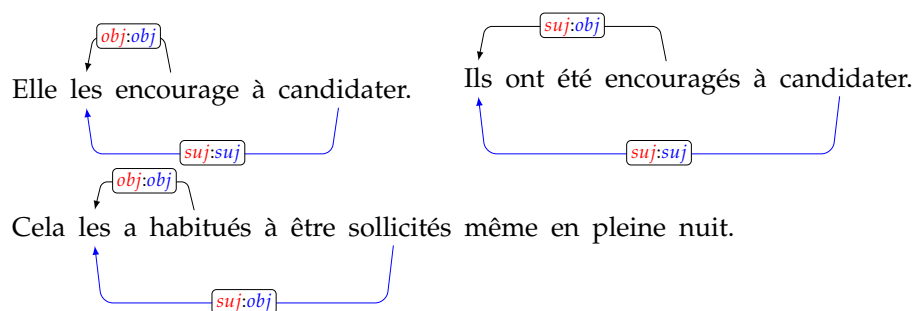 obj:obj
suj:obj
Elle les encourage à candidater.
Ils ont été encouragés à candidater.
suj:suj
suj:suj
obj:obj
Cela les a habitués à être sollicités même en pleine nuit.
suj:obj